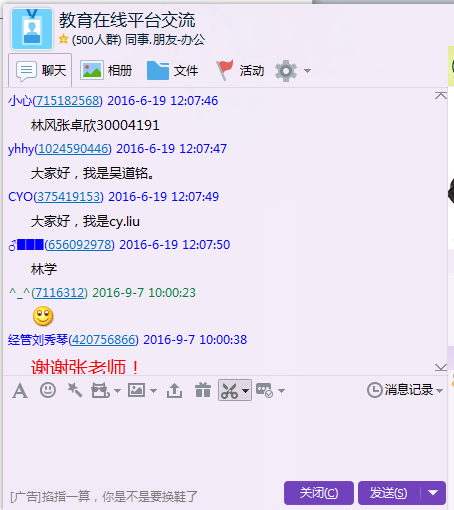 教育在线平台交流
(500人群) 同事.朋友-办公
聊天 相册 文件 活动
小心(715182568) 2016-6-19 12:07:46
林风张卓欣30004191
yhhy(1024590446) 2016-6-19 12:07:47
大家好，我是吴道铭。
CYO(375419153) 2016-6-19 12:07:49
大家好，我是cy.liu
♂███(656092978) 2016-6-19 12:07:50
林学
^_^(7116312) 2016-9-7 10:00:23
经管刘秀琴(420756866) 2016-9-7 10:00:38
谢谢张老师！
消息记录
[广告]掐指一算，你是不是要换鞋了
关闭(C) 发送(S)